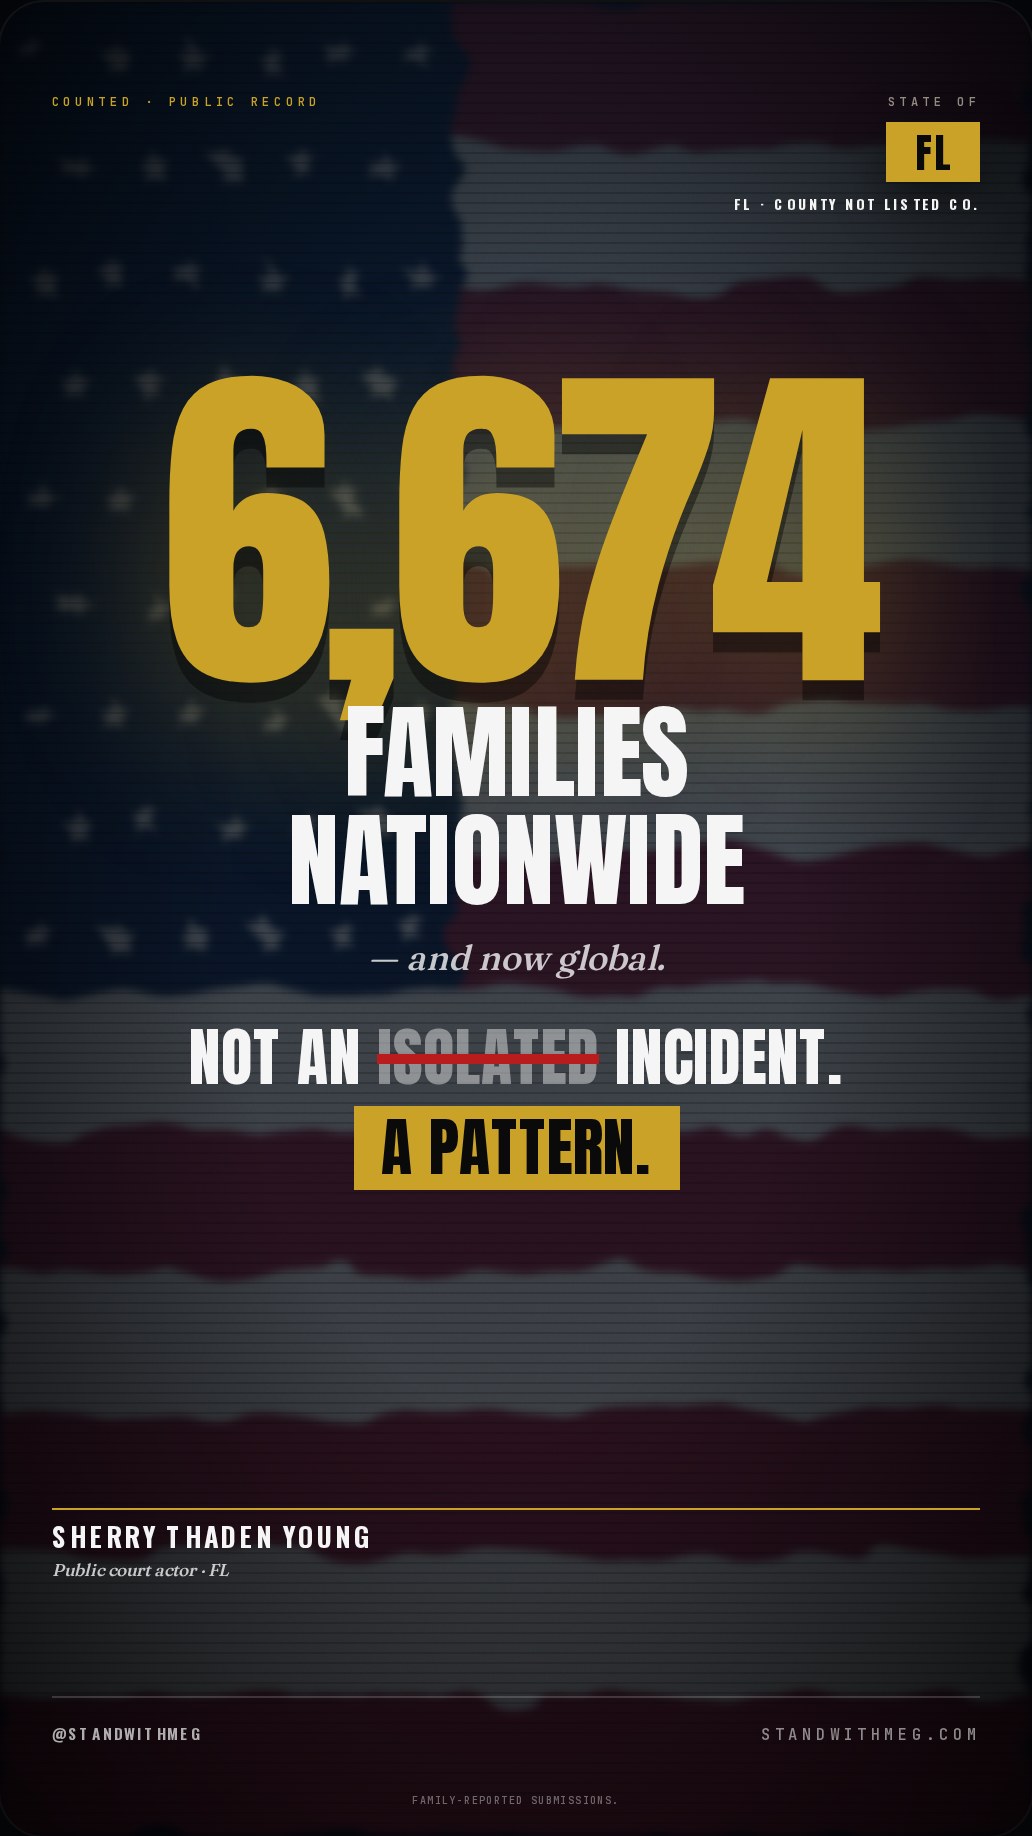 COUNTED · PUBLIC RECORD
STATE OF
FL
FL · COUNTY NOT LISTED CO.
6,674
FAMILIES
NATIONWIDE
— and now global.
NOT AN ISOLATED INCIDENT.
A PATTERN.
SHERRY THADEN YOUNG
Public court actor · FL
@STANDWITHMEG
STANDWITHMEG.COM
FAMILY-REPORTED SUBMISSIONS.